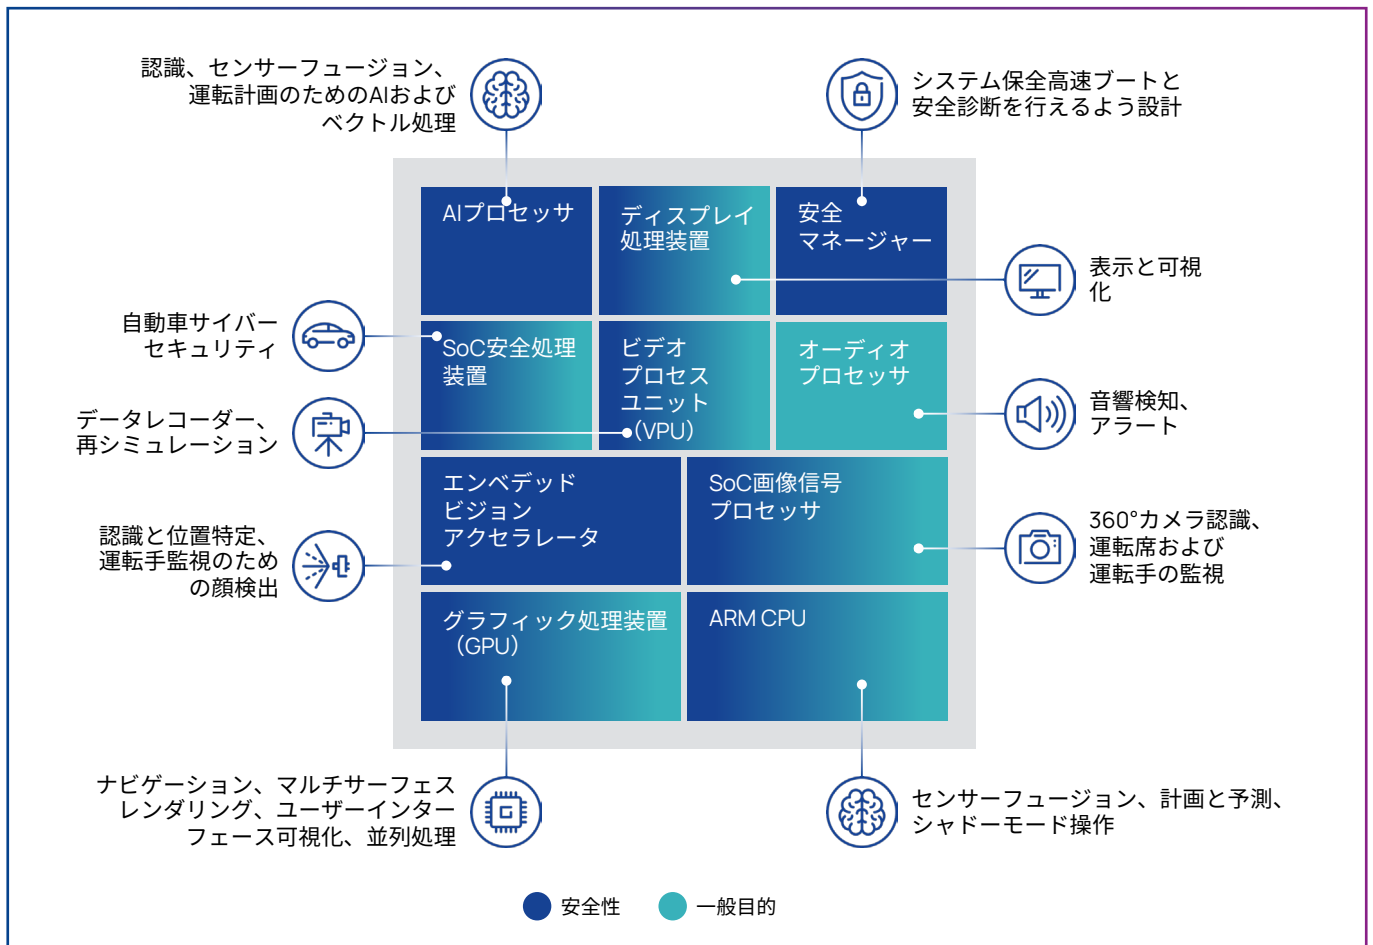 認識、センサーフュージョン、
運転計画のためのAIおよび
ベクトル処理
システム保全高速ブートと
安全診断を行えるよう設計
AIプロセッサ
ディスプレイ
処理装置
安全
マネージャー
表示と可視
化
自動車サイバー
セキュリティ
SoC安全処理
装置
ビデオ
プロセス
ユニット
（VPU）
オーディオ
プロセッサ
音響検知、
アラート
データレコーダー、
再シミュレーション
エンベデッド
ビジョン
アクセラレータ
SoC画像信号
プロセッサ
360°カメラ認識、
運転席および
運転手の監視
認識と位置特定、
運転手監視のため
の顔検出
グラフィック処理装置
（GPU）
ARM CPU
ナビゲーション、マルチサーフェス
レンダリング、ユーザーインター
フェース可視化、並列処理
センサーフュージョン、計画と予測、
シャドーモード操作
安全性
一般目的